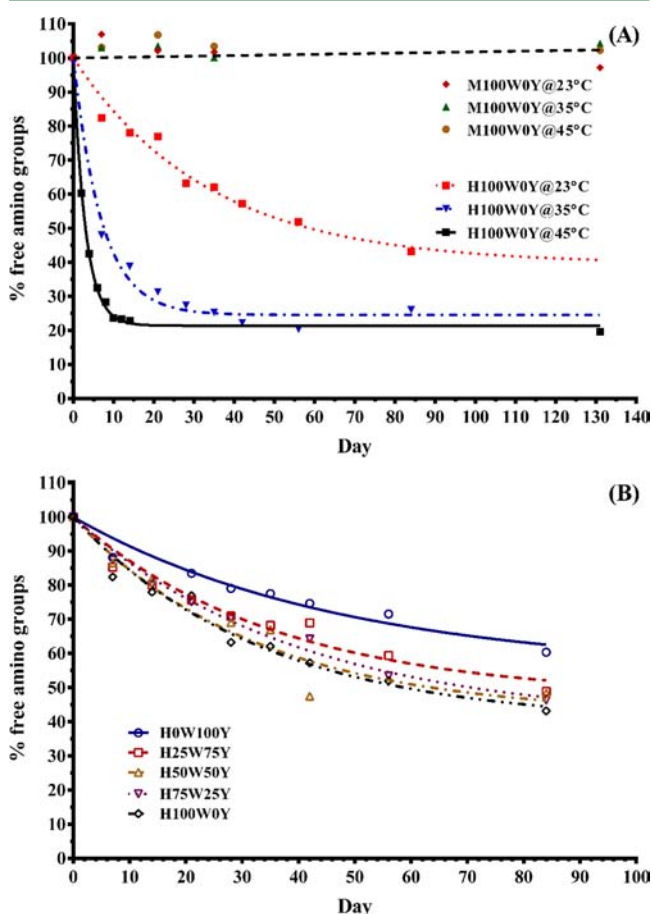 (A)
% free amino groups
110
100
90
80
70
60
50
40
30
20
10
0
M100W0Y@23°C
M100W0Y@35°C
M100W0Y@45°C
H100W0Y@23°C
H100W0Y@35°C
H100W0Y@45°C
0 10 20 30 40 50 60 70 80 90 100 110 120 130 140
Day
(B)
% free amino groups
110
100
90
80
70
60
50
40
30
20
10
0
H0W100Y
H25W75Y
H50W50Y
H75W25Y
H100W0Y
0 10 20 30 40 50 60 70 80 90 100
Day